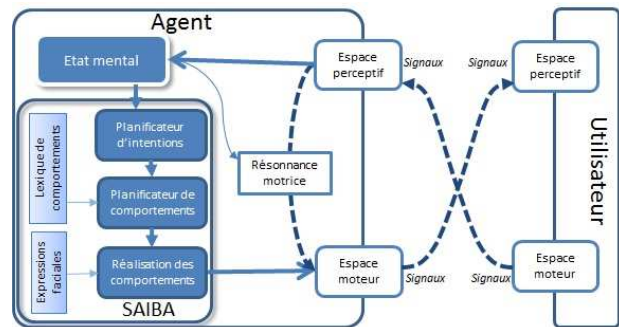 Agent
Etat mental
Espace
perceptif
Signaux
Signaux
Espace
perceptif
Planificateur
d'intentions
Lexique de
comportements
Planificateur de
comportements
Résonnance
motrice
Utilisateur
Expressions
faciales
Réalisation des
comportements
SAIBA
Espace
moteur
Signaux
Signaux
Espace
moteur